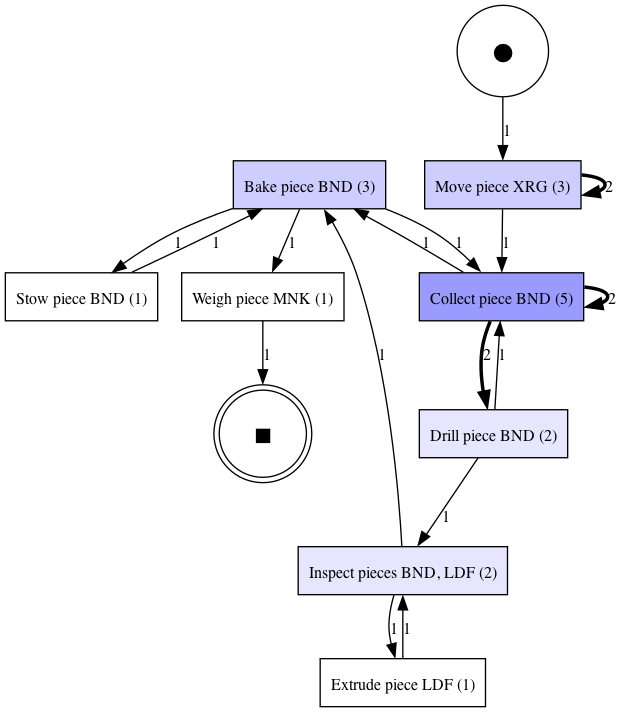 1
Bake piece BND (3)
Move piece XRG (3)
2
1
1
1
1
1
1
Stow piece BND (1)
Weigh piece MNK (1)
Collect piece BND (5)
2
1
1
2
1
Drill piece BND (2)
1
Inspect pieces BND, LDF (2)
1
1
Extrude piece LDF (1)